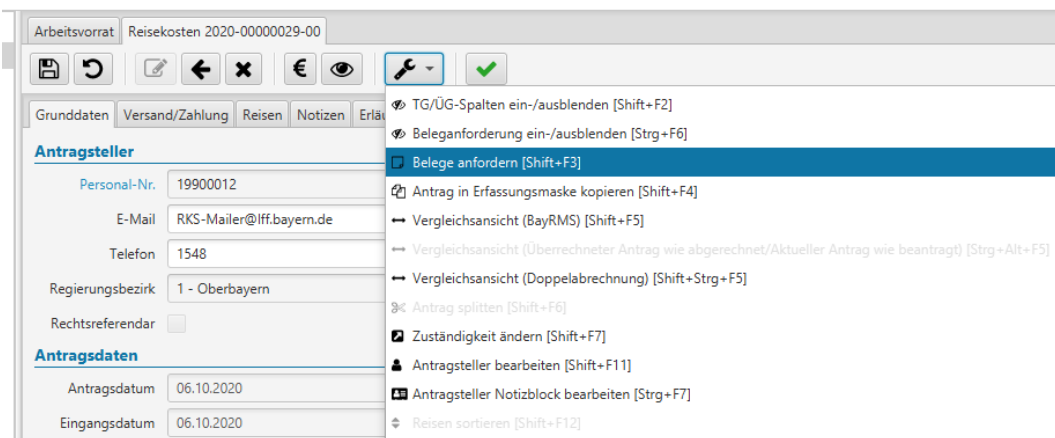 Arbeitsvorrat Reisekosten 2020-00000029-00
€
Grunddaten Versand/Zahlung Reisen Notizen Erläu
Antragsteller
Personal-Nr. 19900012
E-Mail RKS-Mailer@lff.bayern.de
Telefon 1548
Regierungsbezirk 1 - Oberbayern
Rechtsreferendar
Antragsdaten
Antragsdatum 06.10.2020
Eingangsdatum 06.10.2020
TG/ÜG-Spalten ein-/ausblenden [Shift+F2]
Beleganforderung ein-/ausblenden [Strg+F6]
Belege anfordern [Shift+F3]
Antrag in Erfassungsmaske kopieren [Shift+F4]
Vergleichsansicht (BayRMS) [Shift+F5]
Vergleichsansicht (Überrechneter Antrag wie abgerechnet/Aktueller Antrag wie beantragt) [Strg+Alt+F5]
Vergleichsansicht (Doppelabrechnung) [Shift+Strg+F5]
Antrag splitten [Shift+F6]
Zuständigkeit ändern [Shift+F7]
Antragsteller bearbeiten [Shift+F11]
Antragsteller Notizblock bearbeiten [Strg+F7]
Reisen sortieren [Shift+F12]